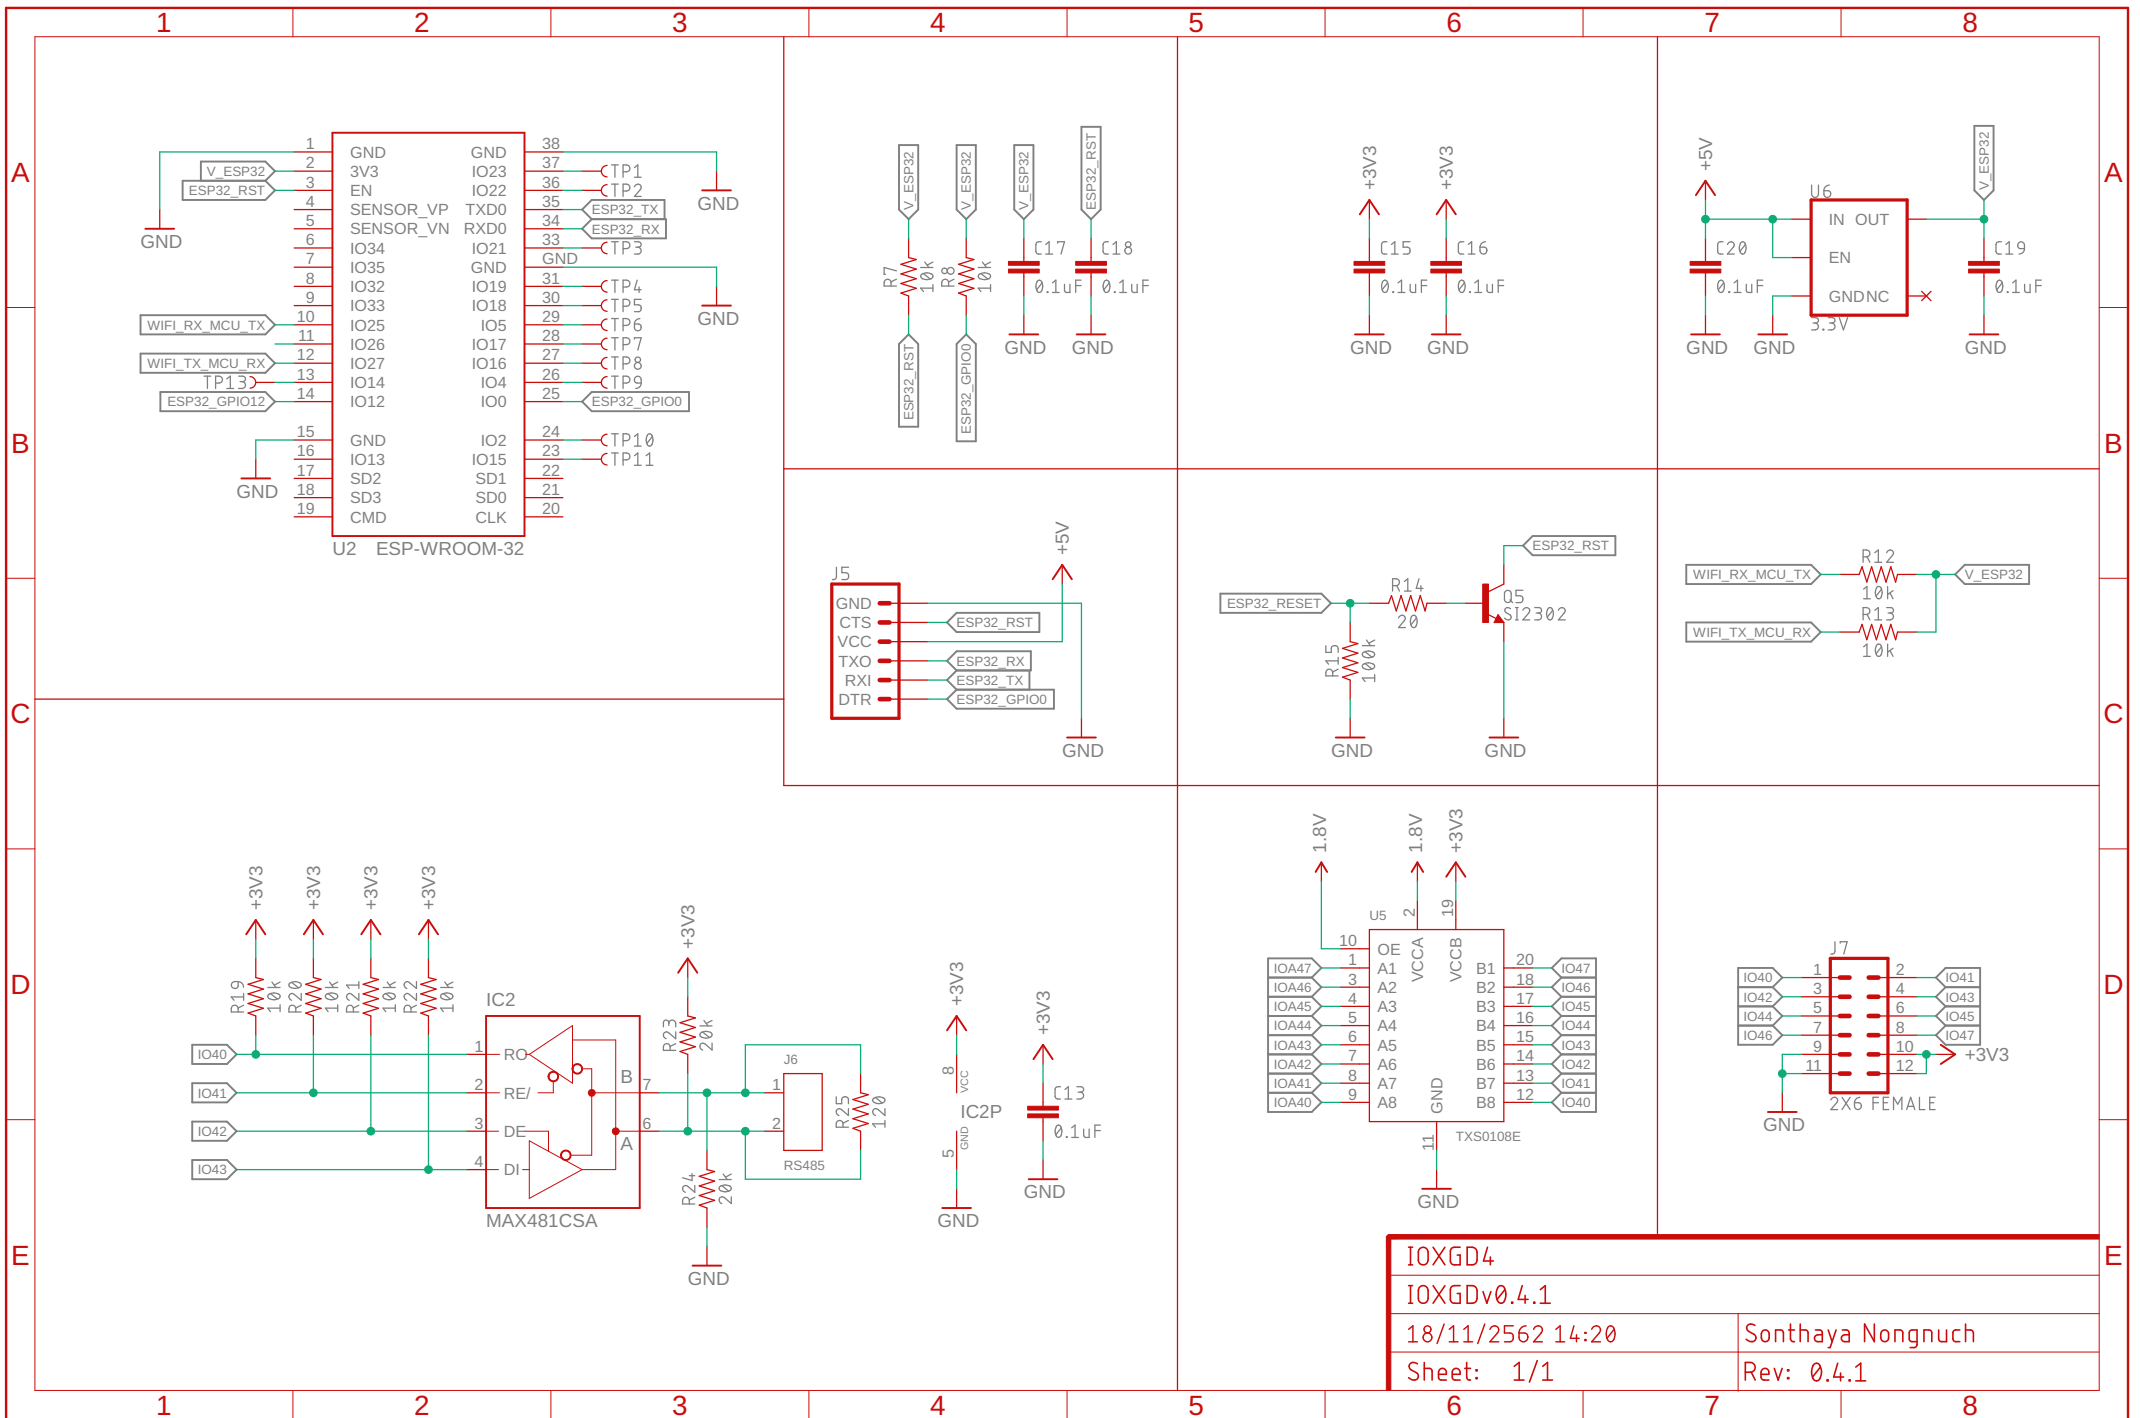 1 2 3 4 5 6 7 8
A
B
C
D
E
A
B
C
D
E
1 GND
2 3V3
3 EN
4 SENSOR_VP
5 SENSOR_VN
6 IO34
7 IO35
8 IO32
9 IO33
10 IO25
11 IO26
12 IO27
13 IO14
14 IO12
15 GND
16 IO13
17 SD2
18 SD3
19 CMD
GND 38
IO23 37 TP1
IO22 36 TP2
TXD0 35 ESP32_TX
RXD0 34 ESP32_RX
IO21 33 TP3
GND GND
IO19 31 TP4
IO18 30 TP5
IO5 29 TP6
IO17 28 TP7
IO16 27 TP8
IO4 26 TP9
IO0 25 ESP32_GPIO0
IO2 24 TP10
IO15 23 TP11
SD1 22
SD0 21
CLK 20
V_ESP32
ESP32_RST
GND
WIFI_RX_MCU_TX
WIFI_TX_MCU_RX
TP13
ESP32_GPIO12
GND
GND
GND
U2 ESP-WROOM-32
V_ESP32
V_ESP32
V_ESP32
ESP32_RST
R7
10k
R8
10k
C17
0.1uF
C18
0.1uF
ESP32_RST
ESP32_GPIO0
GND
GND
+3V3
+3V3
C15
0.1uF
C16
0.1uF
GND
GND
+5V
V_ESP32
U6
IN OUT
EN
GND NC
3.3V
C20
0.1uF
C19
0.1uF
GND
GND
GND
J5
+5V
GND
CTS ESP32_RST
VCC
TXO ESP32_RX
RXI ESP32_TX
DTR ESP32_GPIO0
GND
ESP32_RST
ESP32_RESET
R14
20
Q5
SI2302
R15
100k
GND
GND
WIFI_RX_MCU_TX
R12
10k
V_ESP32
WIFI_TX_MCU_RX
R13
10k
+3V3
+3V3
+3V3
+3V3
R19
10k
R20
10k
R21
10k
R22
10k
IO40
IO41
IO42
IO43
IC2
1 RO
2 RE/
3 DE
4 DI
B 7
A 6
MAX481CSA
+3V3
R23
20k
R24
20k
GND
J6
1
2
RS485
R25
120
+3V3
8
VCC
IC2P
GND
5
GND
+3V3
C13
0.1uF
GND
1.8V
1.8V
+3V3
U5
2
19
VCCA
VCCB
10 OE
IOA47 1 A1 B1 20 IO47
IOA46 3 A2 B2 18 IO46
IOA45 4 A3 B3 17 IO45
IOA44 5 A4 B4 16 IO44
IOA43 6 A5 B5 15 IO43
IOA42 7 A6 B6 14 IO42
IOA41 8 A7 B7 13 IO41
IOA40 9 A8 B8 12 IO40
GND
11
TXS0108E
GND
J7
IO40 1 2 IO41
IO42 3 4 IO43
IO44 5 6 IO45
IO46 7 8 IO47
9 10 +3V3
11 12
2X6 FEMALE
GND
IOXGD4
IOXGDv0.4.1
18/11/2562 14:20 Sonthaya Nongnuch
Sheet: 1/1 Rev: 0.4.1
1 2 3 4 5 6 7 8